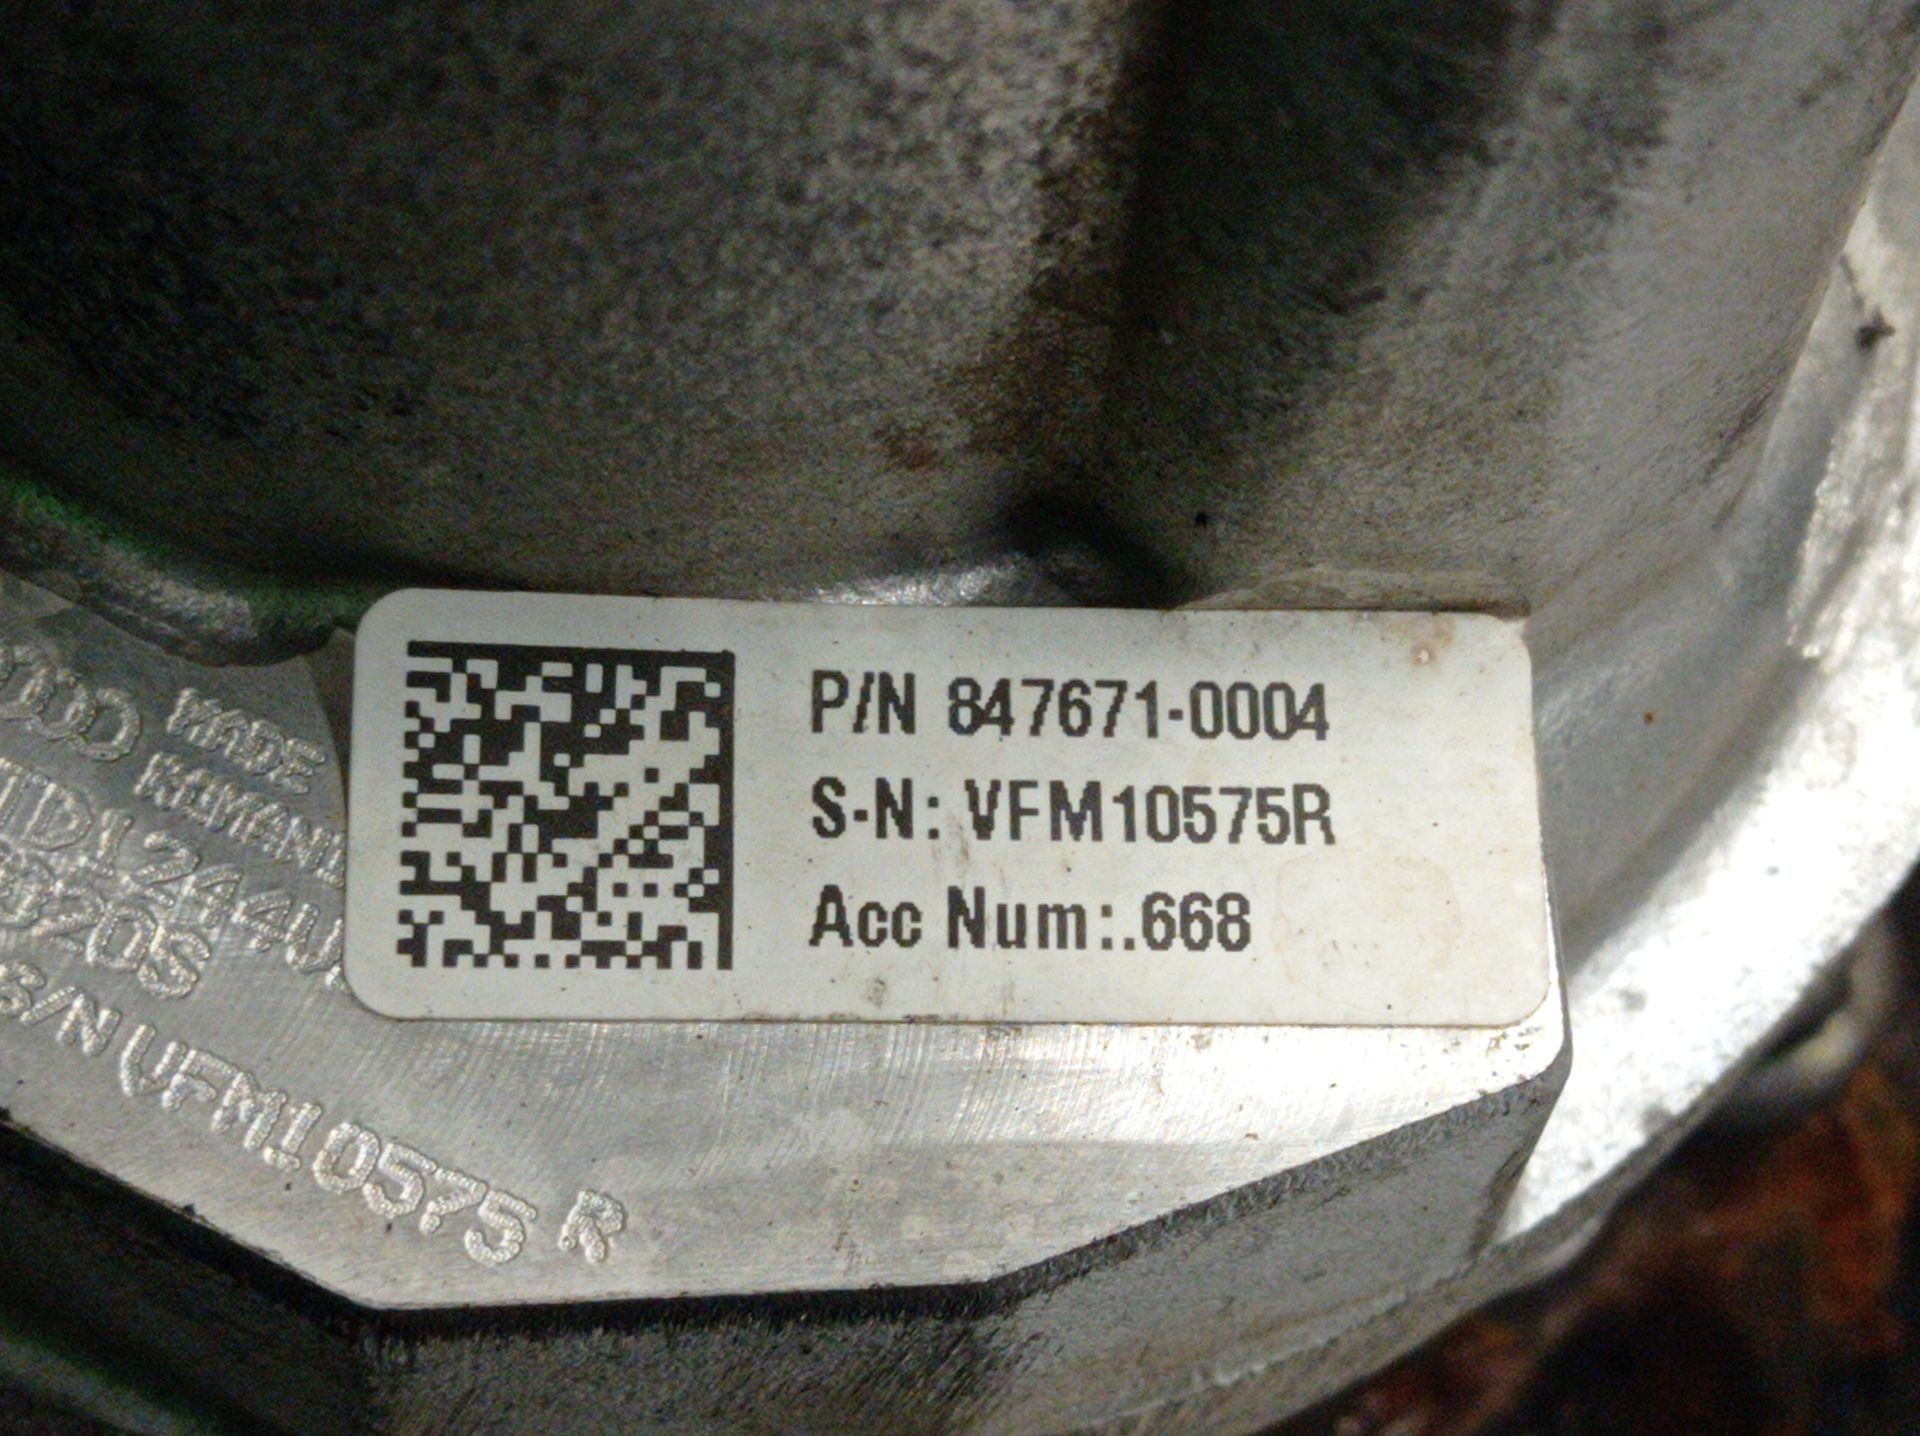 P/N 847671-0004
S-N: VFM10575R
Acc Num:.668
MADE
S/N VFM10575 R